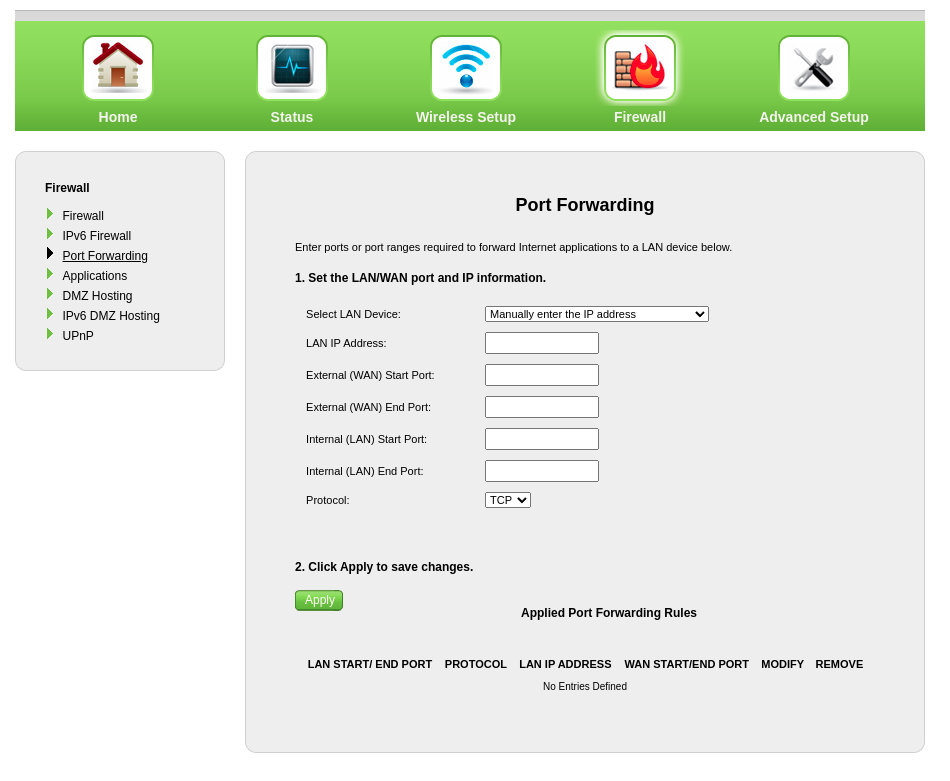 Home Status Wireless Setup Firewall Advanced Setup
Firewall
Firewall
IPv6 Firewall
Port Forwarding
Applications
DMZ Hosting
IPv6 DMZ Hosting
UPnP
Port Forwarding
Enter ports or port ranges required to forward Internet applications to a LAN device below.
1. Set the LAN/WAN port and IP information.
Select LAN Device: Manually enter the IP address
LAN IP Address:
External (WAN) Start Port:
External (WAN) End Port:
Internal (LAN) Start Port:
Internal (LAN) End Port:
Protocol: TCP
2. Click Apply to save changes.
Apply
Applied Port Forwarding Rules
LAN START/ END PORT PROTOCOL LAN IP ADDRESS WAN START/END PORT MODIFY REMOVE
No Entries Defined